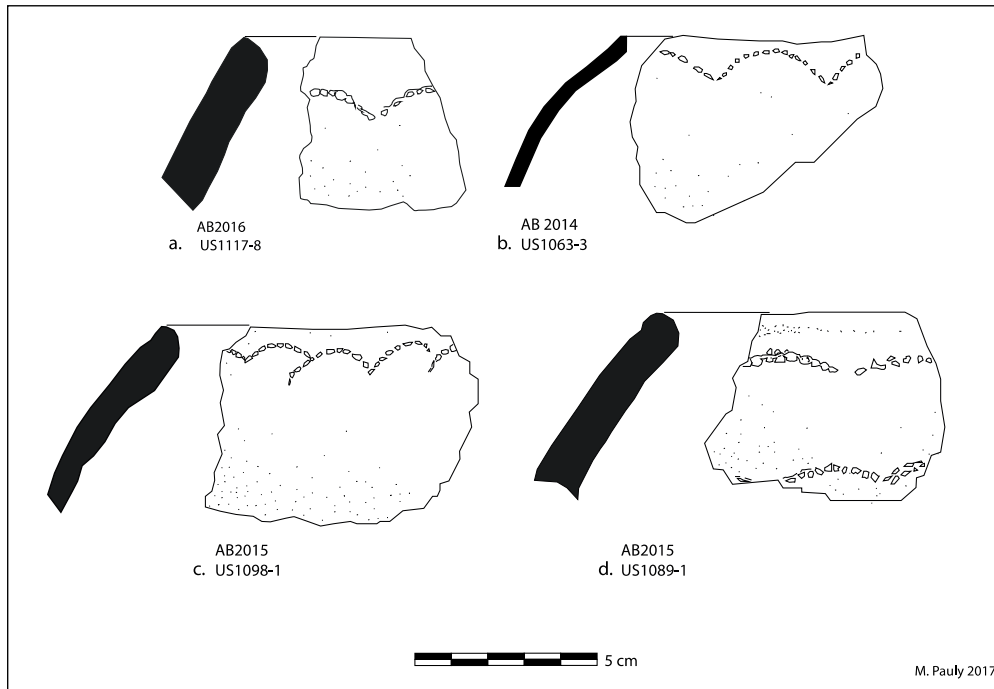 AB2016
a. US1117-8
AB 2014
b. US1063-3
AB2015
c. US1098-1
AB2015
d. US1089-1
5 cm
M. Pauly 2017